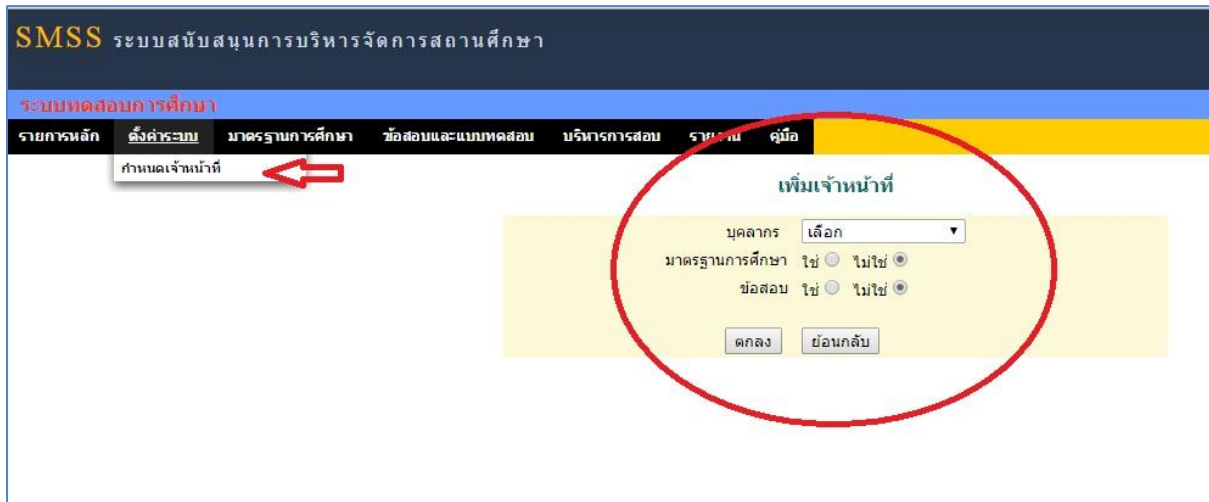 SMSS ระบบสนับสนุนการบริหารจัดการสถานศึกษา
ระบบทดสอบการศึกษา
รายการหลัก ตั้งค่าระบบ มาตรฐานการศึกษา ข้อสอบและแบบทดสอบ บริหารการสอบ รายงาน คู่มือ
กำหนดเจ้าหน้าที่
เพิ่มเจ้าหน้าที่
บุคลากร เลือก
มาตรฐานการศึกษา ใช่ ไม่ใช่
ข้อสอบ ใช่ ไม่ใช่
ตกลง ย้อนกลับ